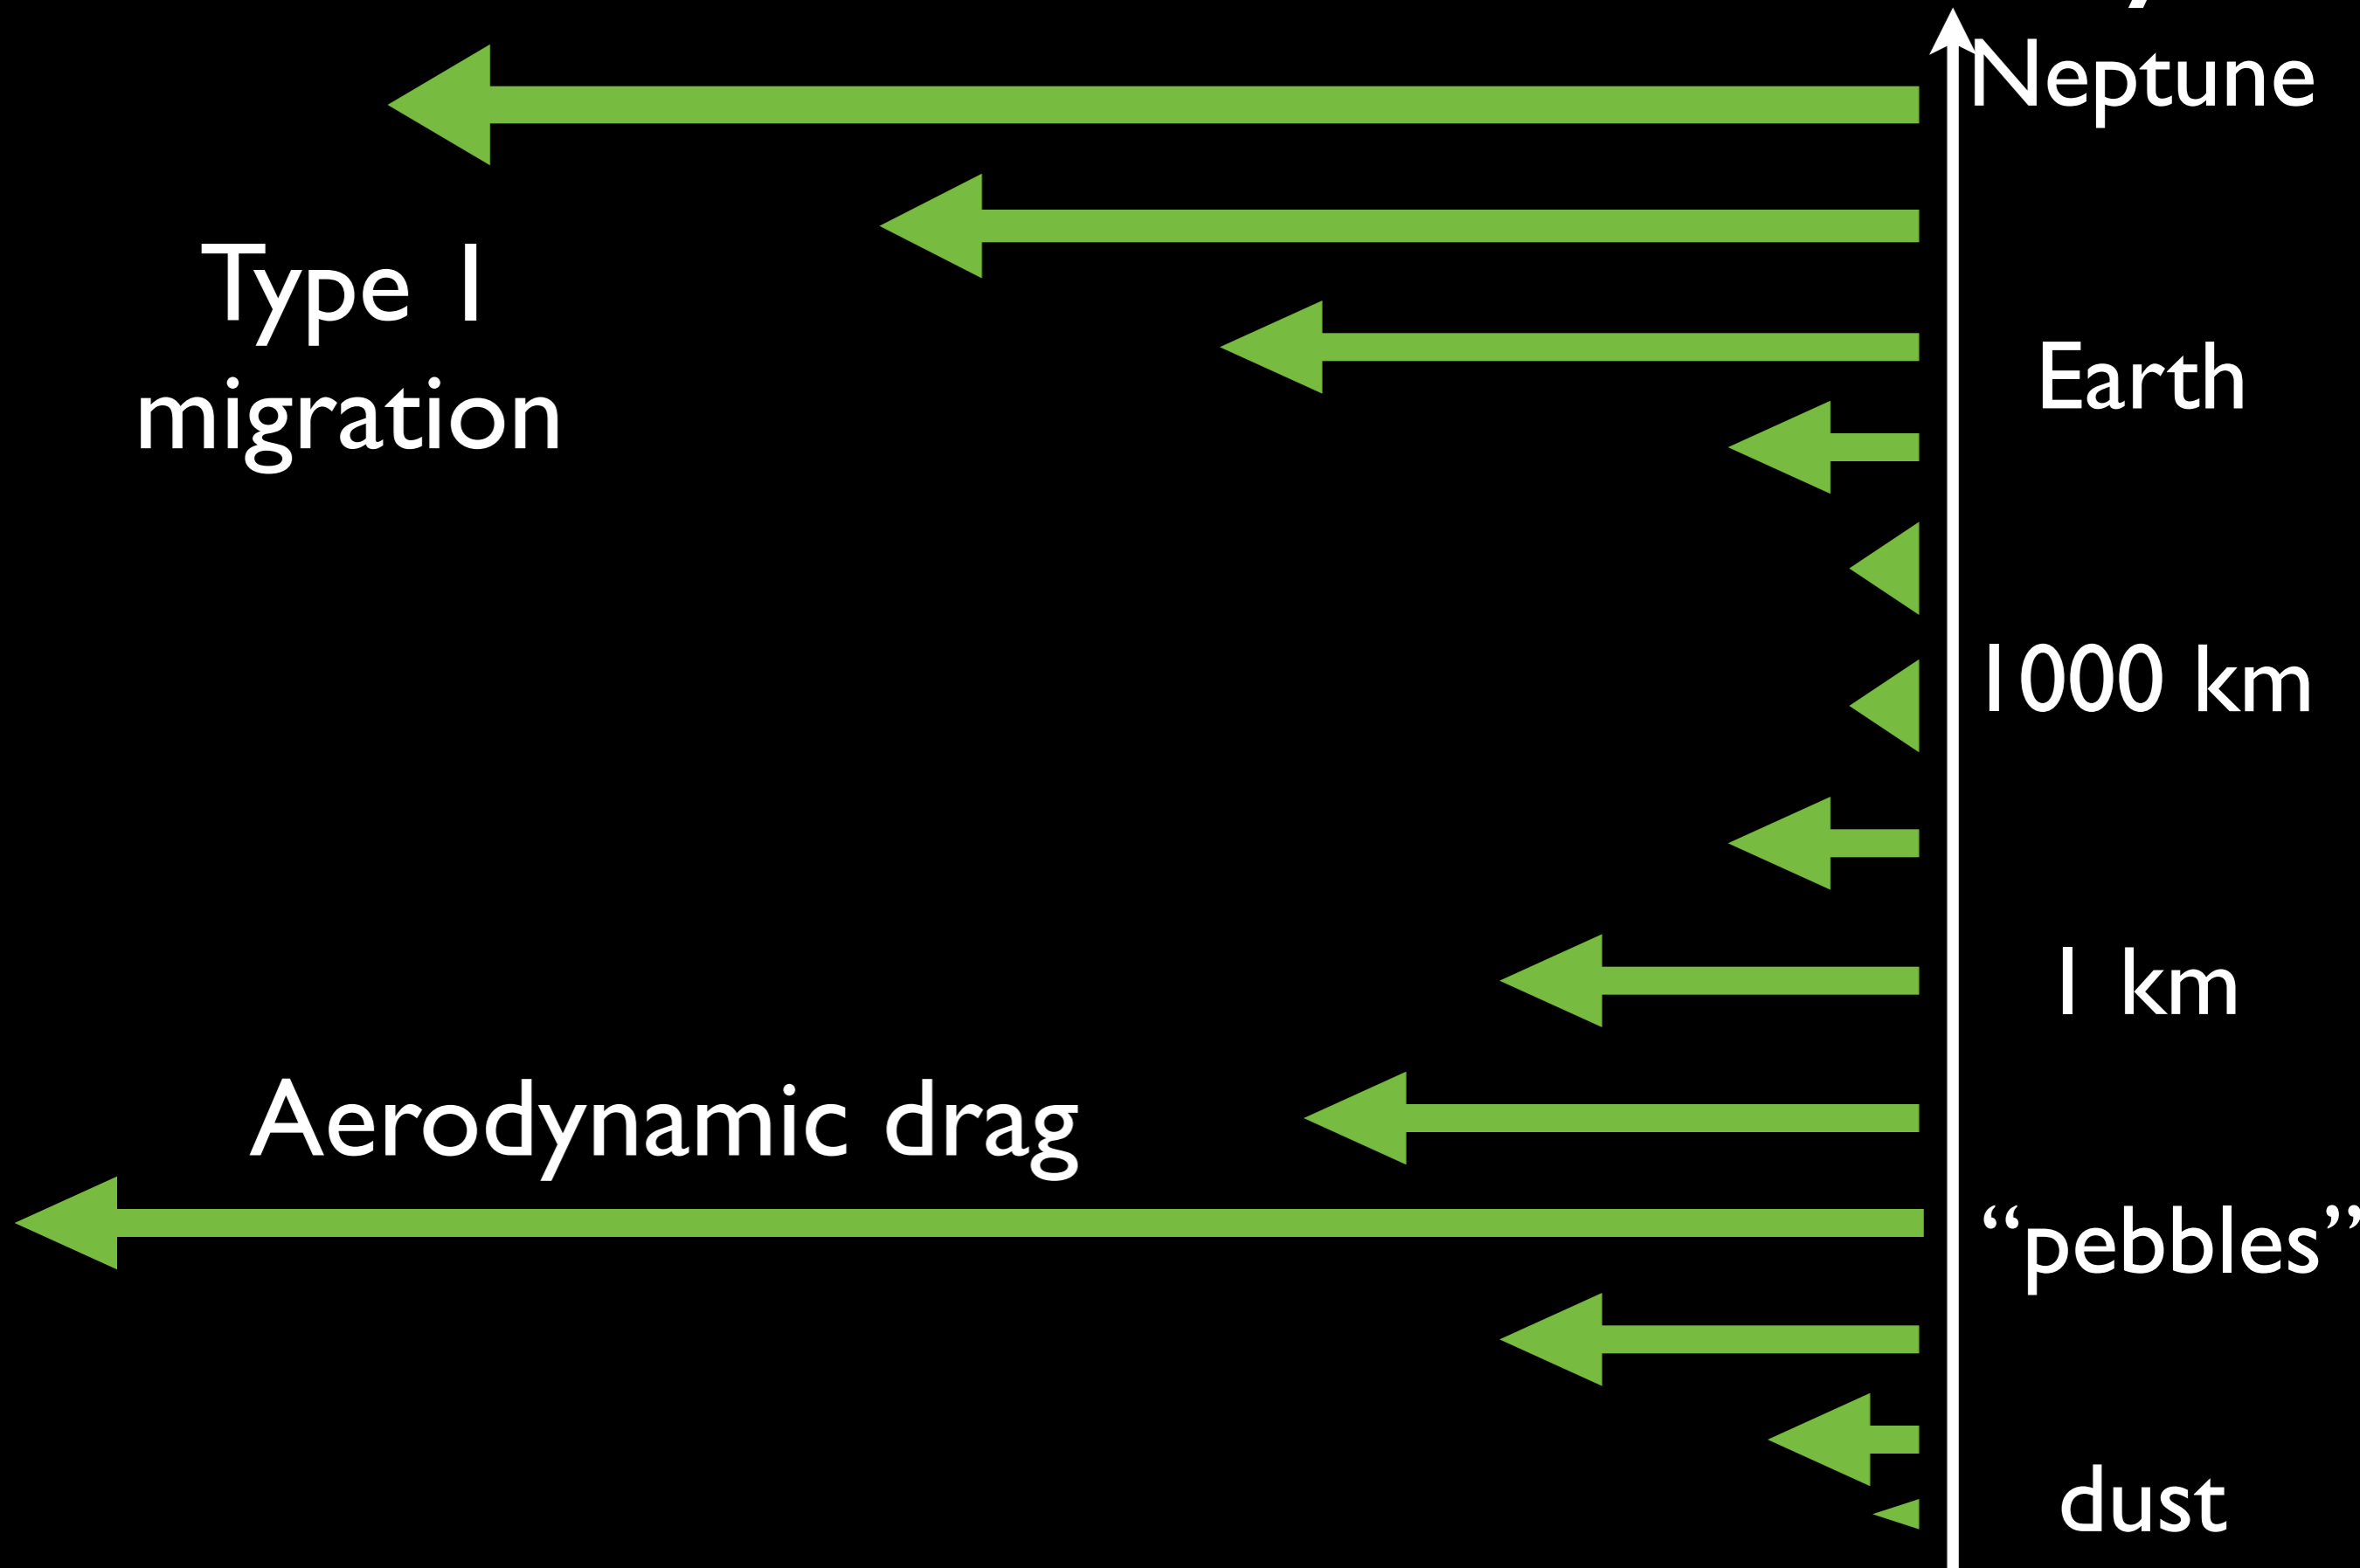 Neptune
Type I
migration
Earth
1000 km
1 km
Aerodynamic drag
“pebbles”
dust